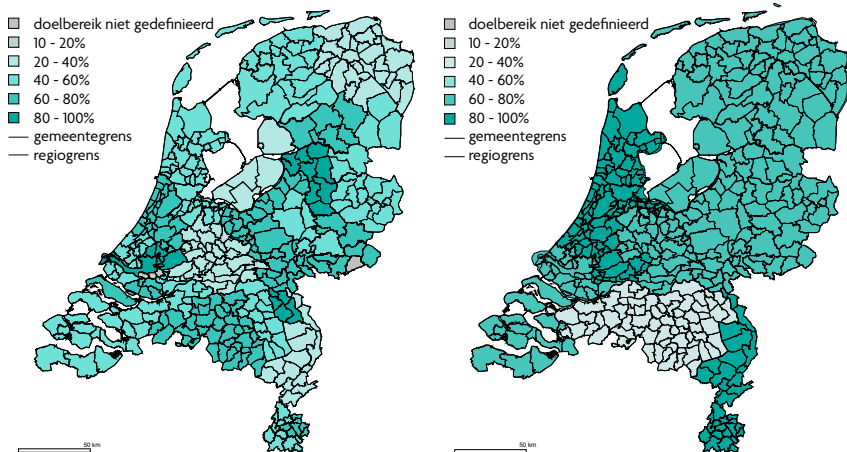 doelbereik niet gedefinieerd
10 - 20%
20 - 40%
40 - 60%
60 - 80%
80 - 100%
gemeentegrens
regiogrens
50 km
doelbereik niet gedefinieerd
10 - 20%
20 - 40%
40 - 60%
60 - 80%
80 - 100%
gemeentegrens
regiogrens
50 km